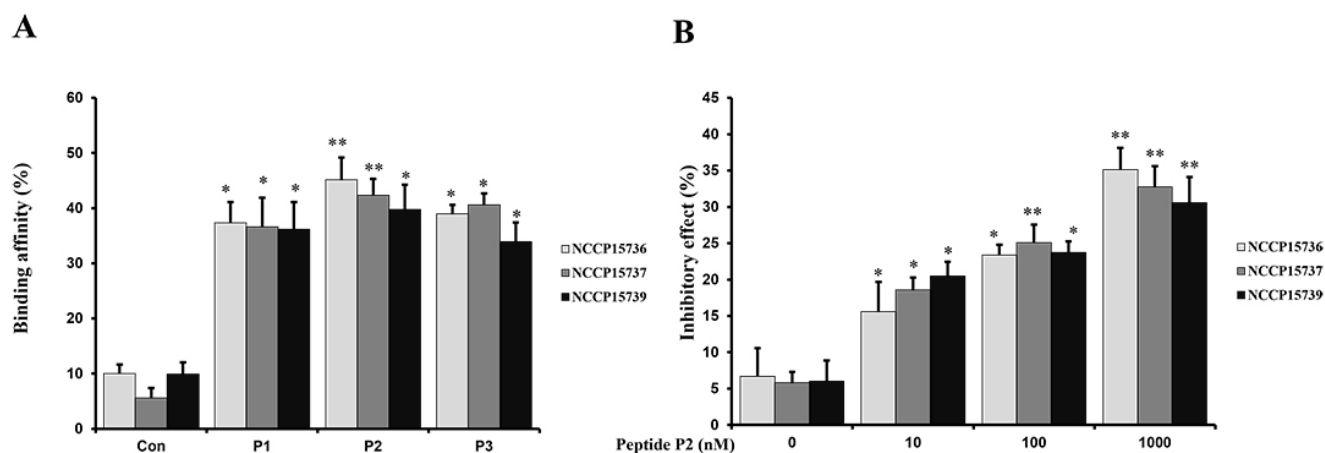 A
Binding affinity (%)
60
50
40
30
20
10
0
* * *
** ** *
* * *
Con P1 P2 P3
NCCP15736
NCCP15737
NCCP15739
B
Inhibitory effect (%)
45
40
35
30
25
20
15
10
5
0
* * *
* ** *
** ** **
Peptide P2 (nM) 0 10 100 1000
NCCP15736
NCCP15737
NCCP15739